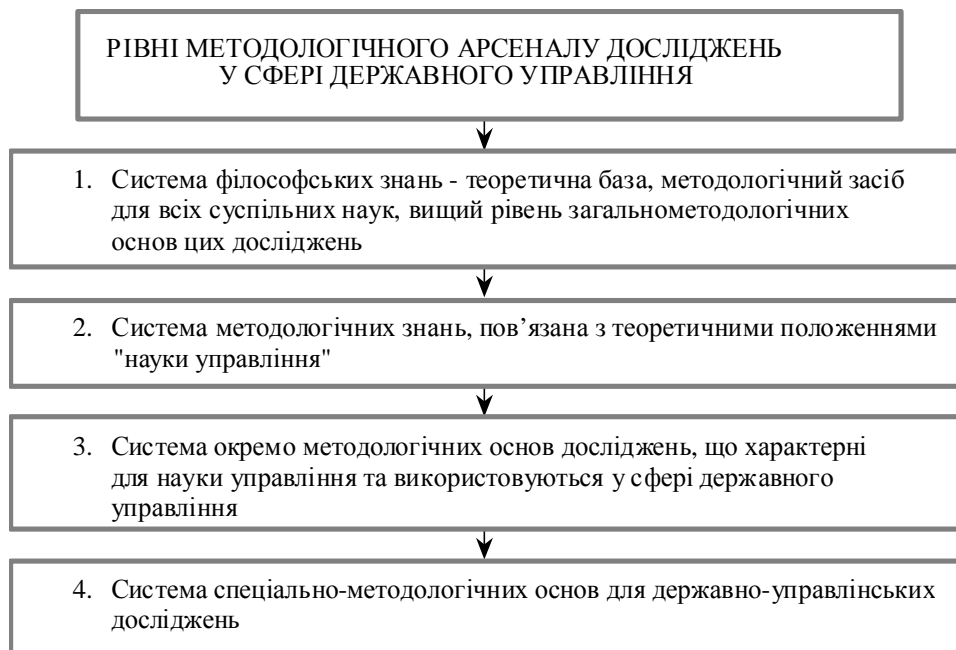 РІВНІ МЕТОДОЛОГІЧНОГО АРСЕНАЛУ ДОСЛІДЖЕНЬ
У СФЕРІ ДЕРЖАВНОГО УПРАВЛІННЯ
1. Система філософських знань - теоретична база, методологічний засіб
для всіх суспільних наук, вищий рівень загальнометодологічних
основ цих досліджень
2. Система методологічних знань, пов’язана з теоретичними положеннями
"науки управління"
3. Система окремо методологічних основ досліджень, що характерні
для науки управління та використовуються у сфері державного
управління
4. Система спеціально-методологічних основ для державно-управлінських
досліджень